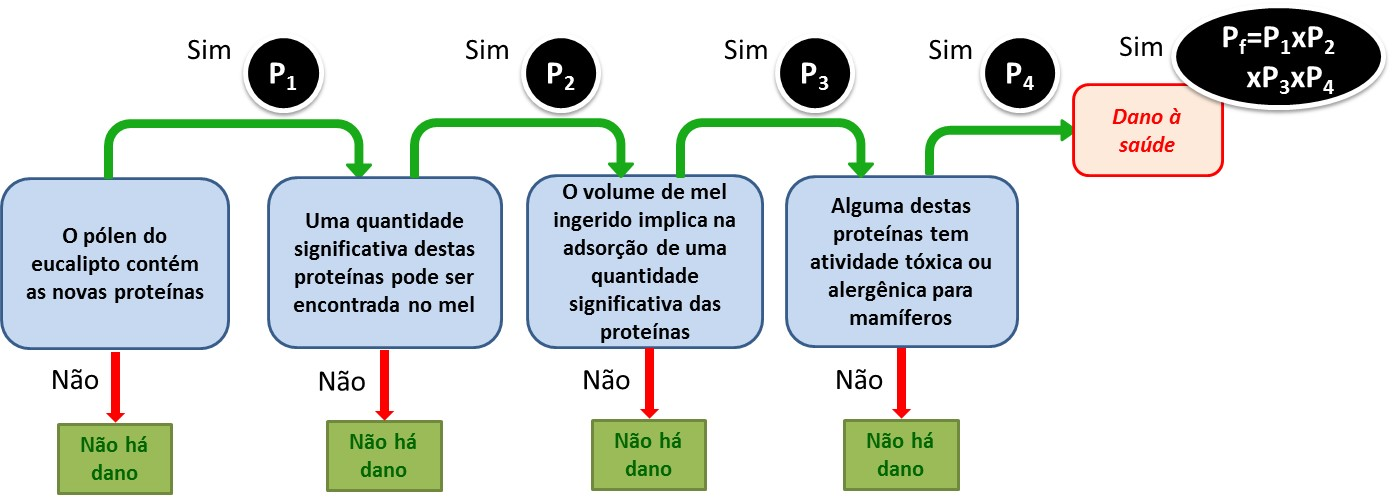 Sim
P1
Sim
P2
Sim
P3
Sim
P4
Sim
Pf=P1xP2
xP3xP4
Dano à
saúde
O pólen do
eucalipto contém
as novas proteínas
Uma quantidade
significativa destas
proteínas pode ser
encontrada no mel
O volume de mel
ingerido implica na
adsorção de uma
quantidade
significativa das
proteínas
Alguma destas
proteínas tem
atividade tóxica ou
alergênica para
mamíferos
Não
Não
Não
Não
Não há
dano
Não há
dano
Não há
dano
Não há
dano